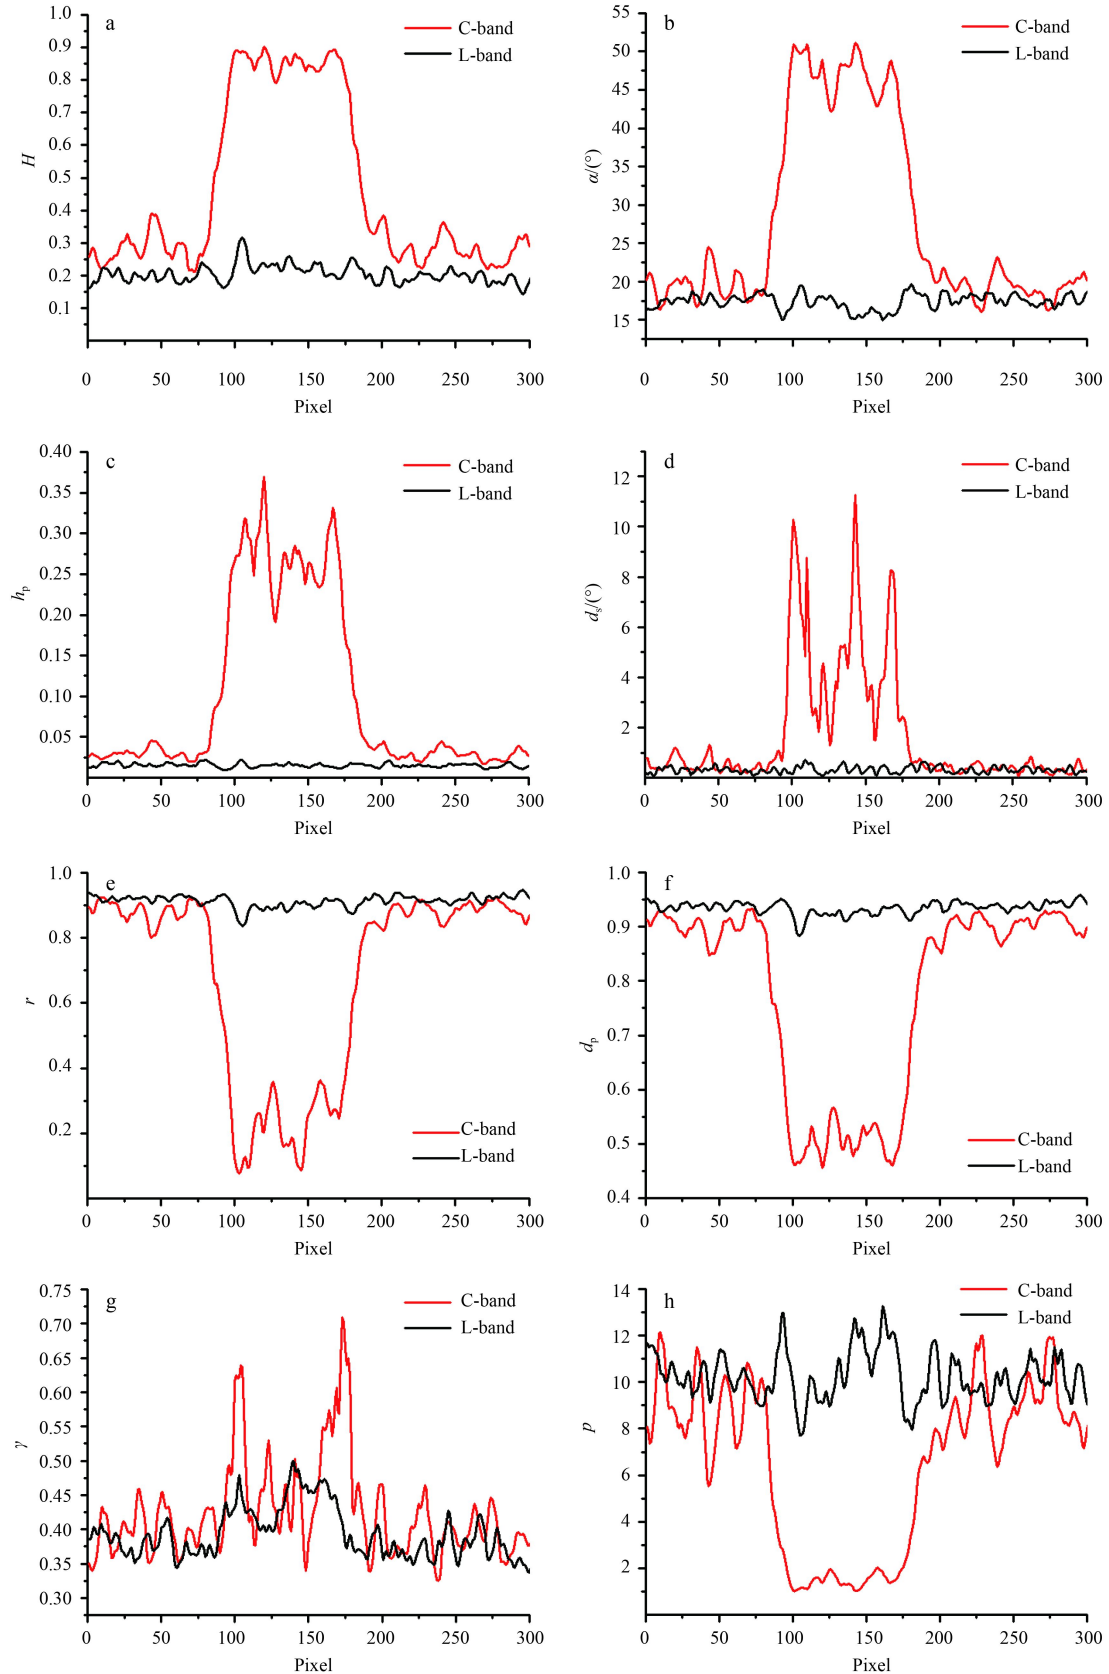 a
C-band
L-band
H
1.0
0.9
0.8
0.7
0.6
0.5
0.4
0.3
0.2
0.1
0 50 100 150 200 250 300
Pixel
b
C-band
L-band
α/(°)
55
50
45
40
35
30
25
20
15
0 50 100 150 200 250 300
Pixel
c
C-band
L-band
hp
0.40
0.35
0.30
0.25
0.20
0.15
0.10
0.05
0 50 100 150 200 250 300
Pixel
d
C-band
L-band
ds/(°)
12
10
8
6
4
2
0 50 100 150 200 250 300
Pixel
e
r
1.0
0.8
0.6
0.4
0.2
C-band
L-band
0 50 100 150 200 250 300
Pixel
f
dp
1.0
0.9
0.8
0.7
0.6
0.5
0.4
C-band
L-band
0 50 100 150 200 250 300
Pixel
g
C-band
L-band
γ
0.75
0.70
0.65
0.60
0.55
0.50
0.45
0.40
0.35
0.30
0 50 100 150 200 250 300
Pixel
h
C-band
L-band
p
14
12
10
8
6
4
2
0 50 100 150 200 250 300
Pixel